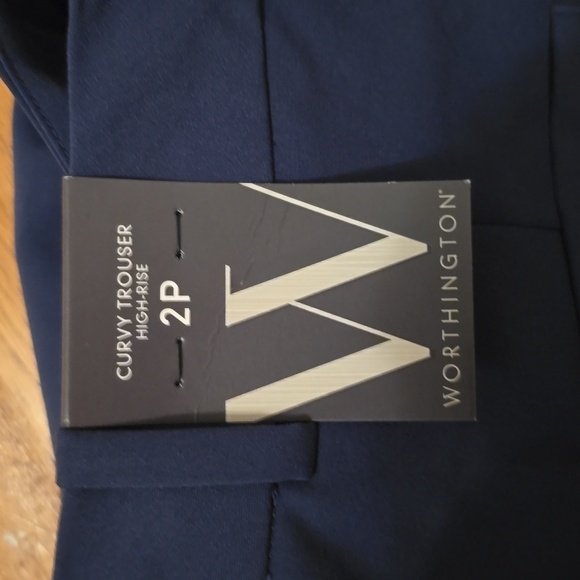 CURVY TROUSER
HIGH-RISE
2P
W
WORTHINGTON